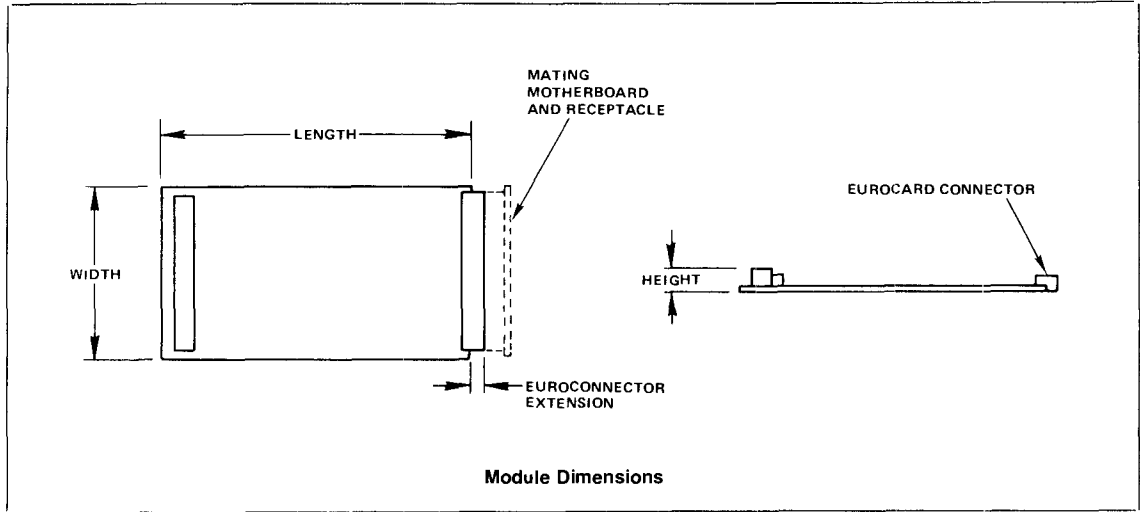 MATING
MOTHERBOARD
AND RECEPTACLE
LENGTH
EUROCARD CONNECTOR
WIDTH
HEIGHT
EUROCONNECTOR
EXTENSION
Module Dimensions